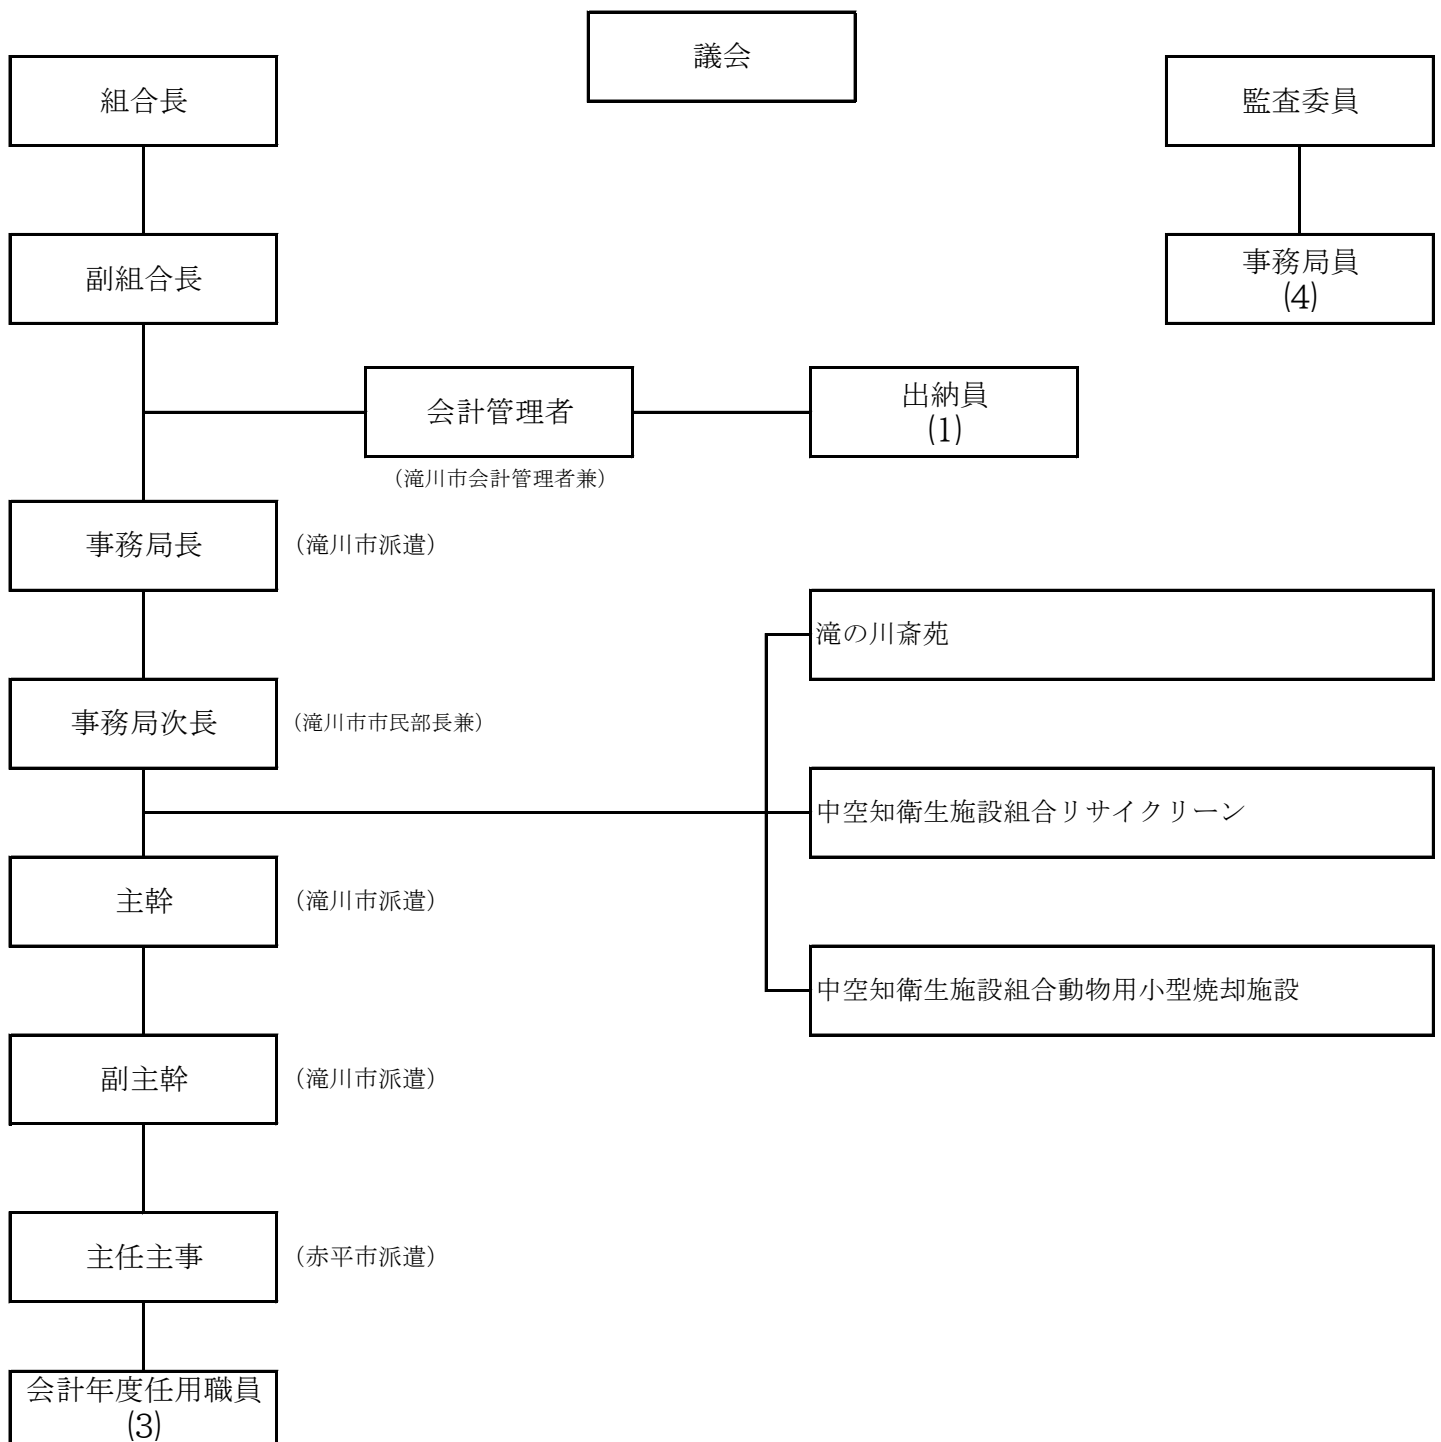 議会
組合長
監査委員
副組合長
事務局員
(4)
会計管理者
出納員
(1)
(滝川市会計管理者兼)
事務局長
(滝川市派遣)
滝の川斎苑
事務局次長
(滝川市市民部長兼)
中空知衛生施設組合リサイクリーン
主幹
(滝川市派遣)
中空知衛生施設組合動物用小型焼却施設
副主幹
(滝川市派遣)
主任主事
(赤平市派遣)
会計年度任用職員
(3)